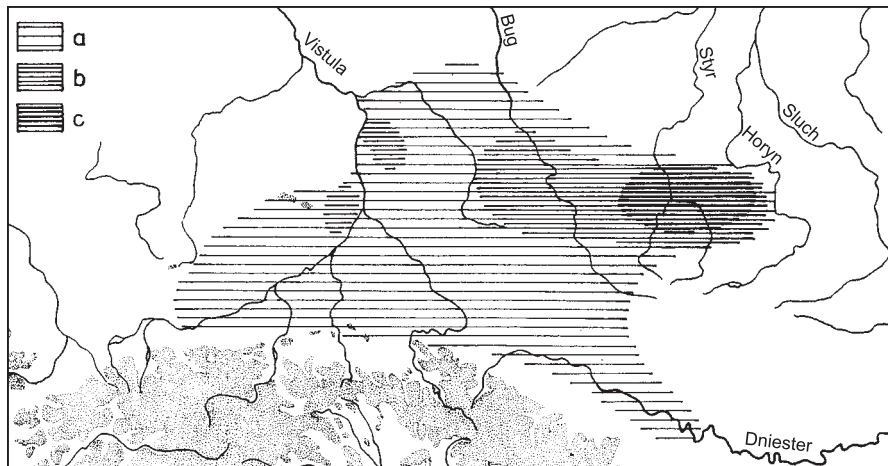 a
b
c
Vistula
Bug
Styr
Horyn
Sluch
Dniester